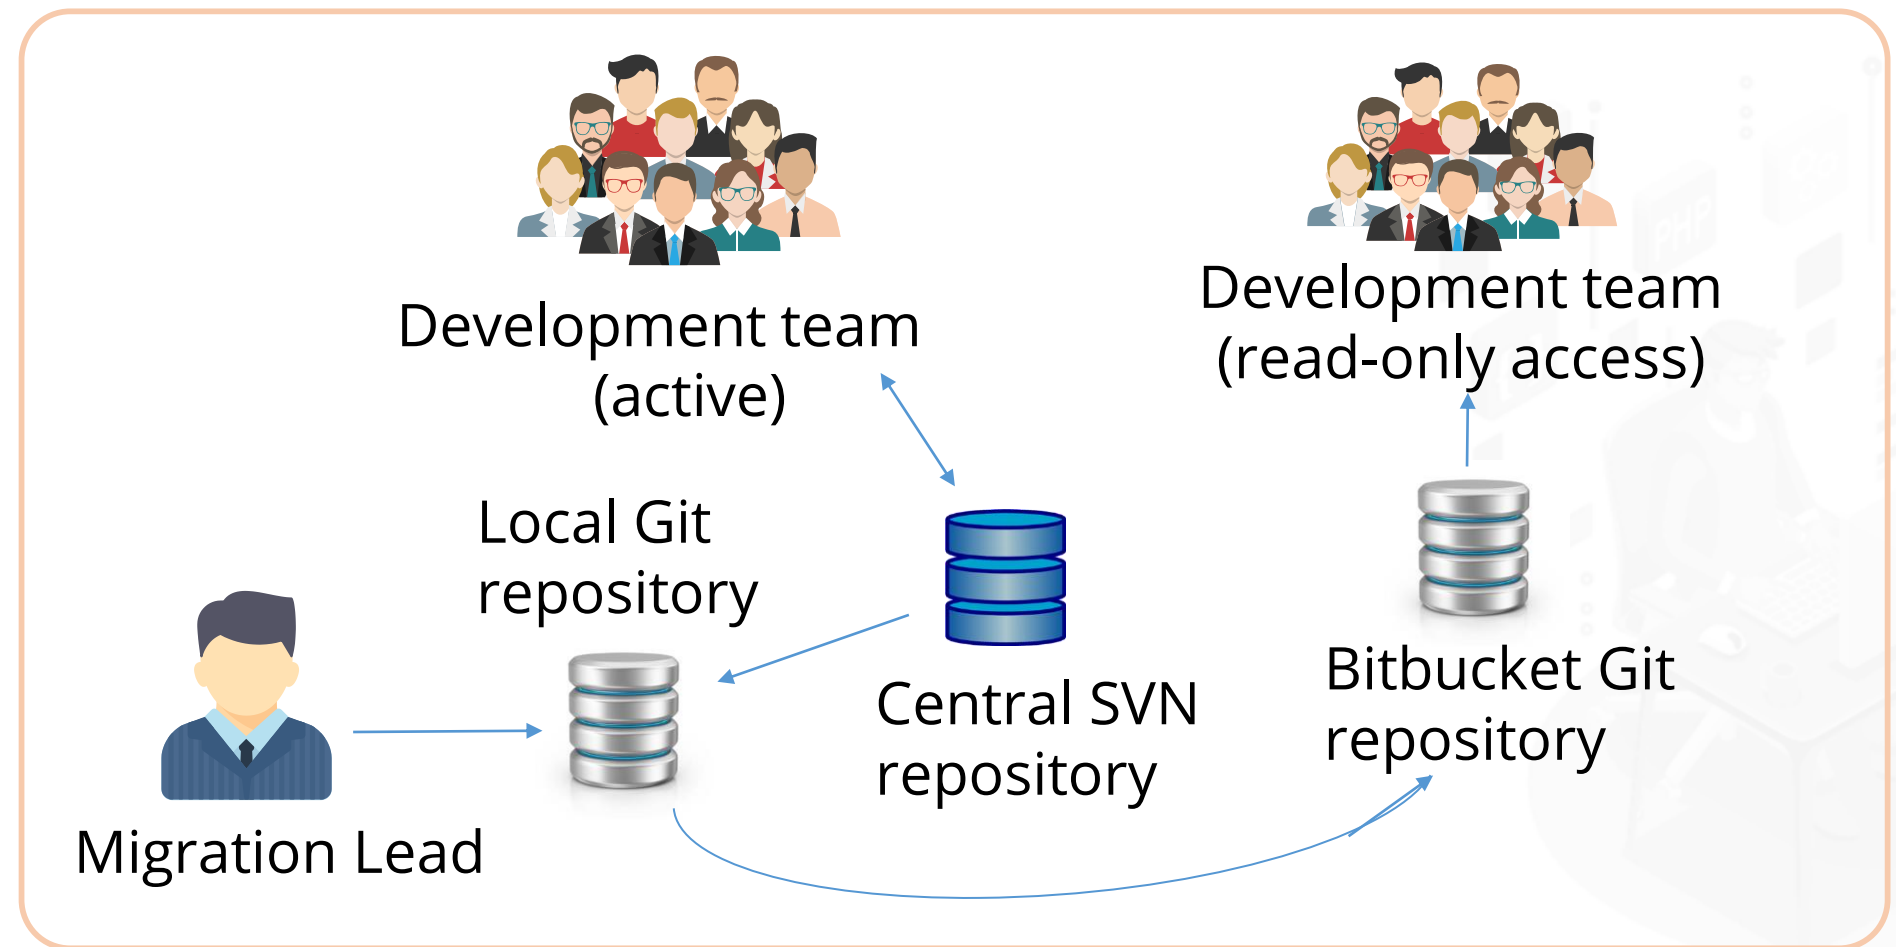 Development team
(active)
Development team
(read-only access)
Local Git
repository
Central SVN
repository
Bitbucket Git
repository
Migration Lead
PHP